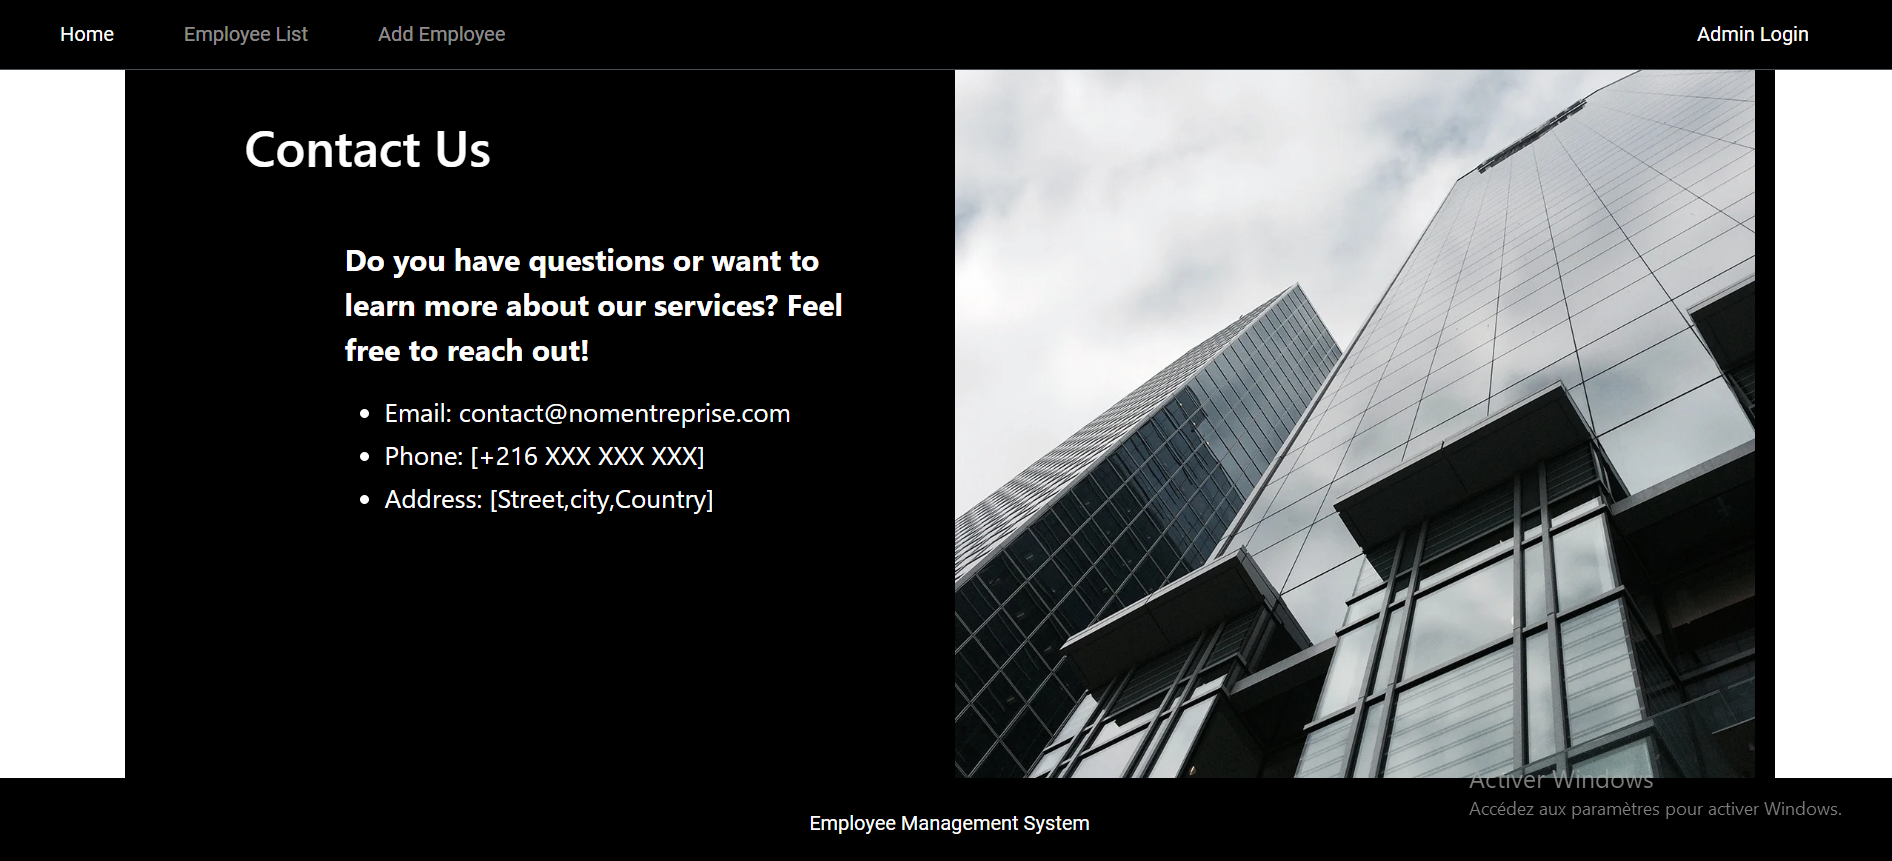 Home Employee List Add Employee Admin Login
Contact Us
Do you have questions or want to
learn more about our services? Feel
free to reach out!
Email: contact@nomentreprise.com
Phone: [+216 XXX XXX XXX]
Address: [Street,city,Country]
Activer Windows
Accédez aux paramètres pour activer Windows.
Employee Management System